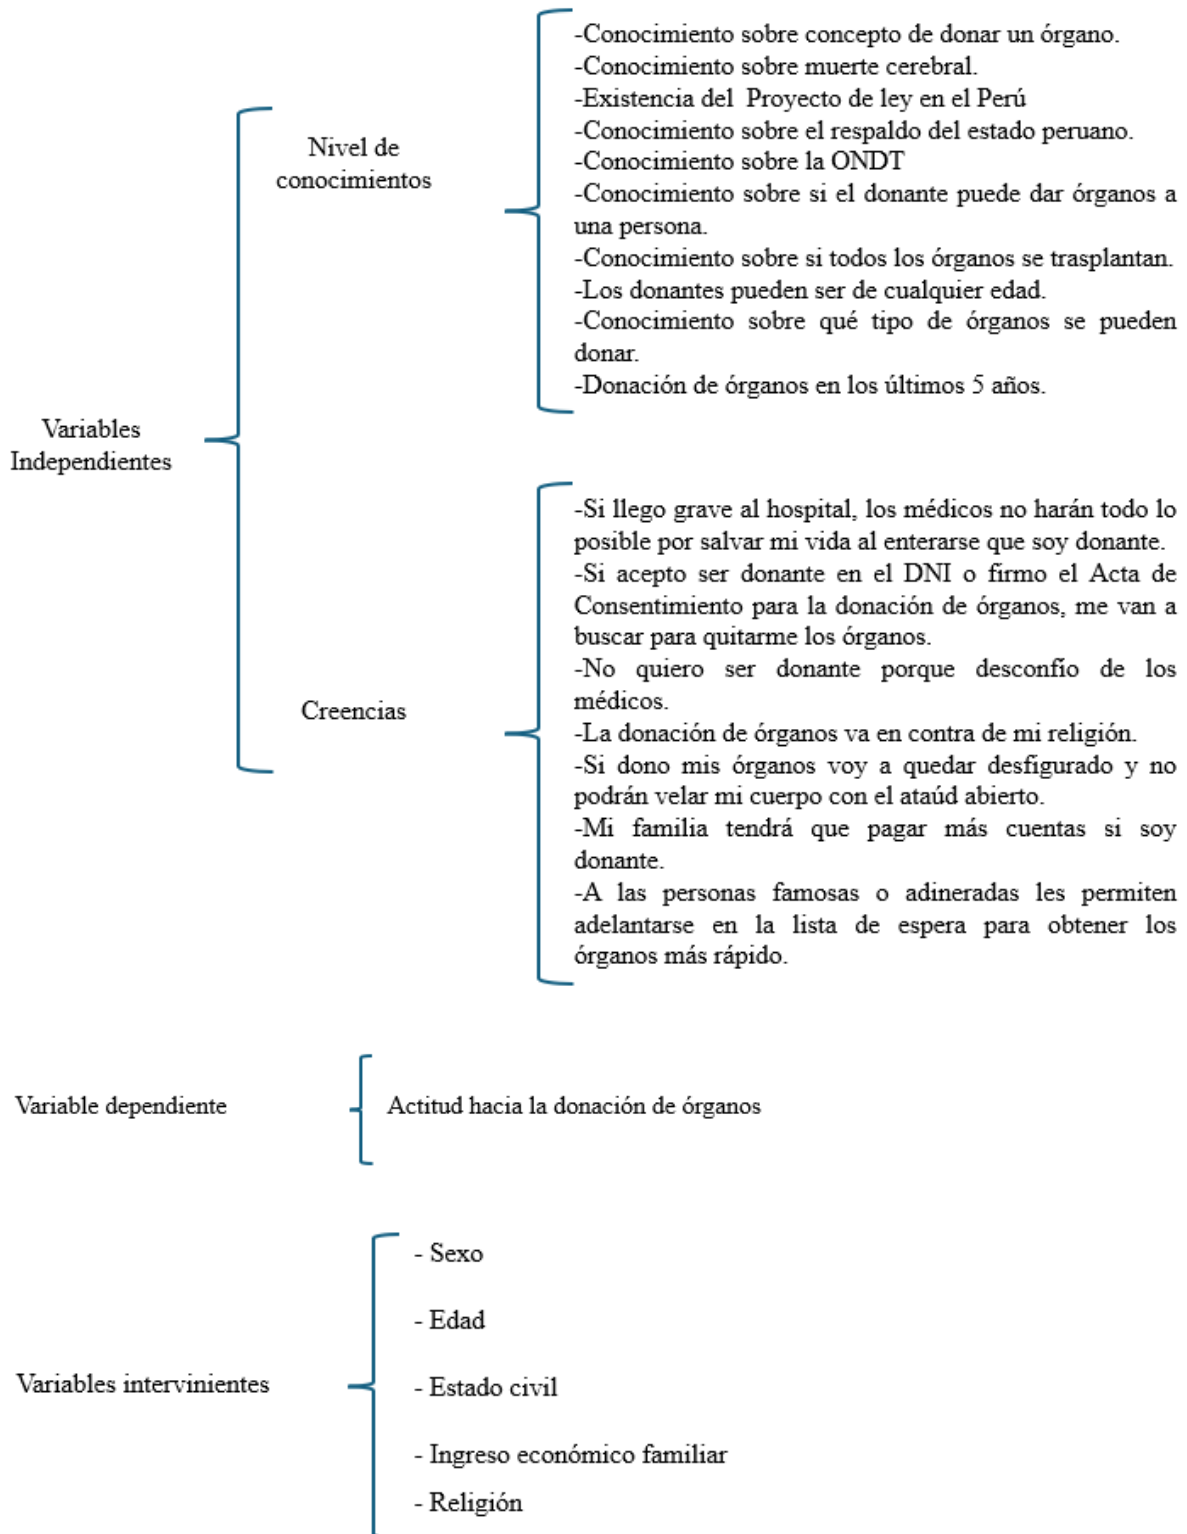 -Conocimiento sobre concepto de donar un órgano.
-Conocimiento sobre muerte cerebral.
-Existencia del Proyecto de ley en el Perú
-Conocimiento sobre el respaldo del estado peruano.
-Conocimiento sobre la ONDT
-Conocimiento sobre si el donante puede dar órganos a
una persona.
-Conocimiento sobre si todos los órganos se trasplantan.
-Los donantes pueden ser de cualquier edad.
-Conocimiento sobre qué tipo de órganos se pueden
donar.
-Donación de órganos en los últimos 5 años.
Nivel de
conocimientos
Variables
Independientes
Creencias
-Si llego grave al hospital, los médicos no harán todo lo
posible por salvar mi vida al enterarse que soy donante.
-Si acepto ser donante en el DNI o firmo el Acta de
Consentimiento para la donación de órganos, me van a
buscar para quitarme los órganos.
-No quiero ser donante porque desconfío de los
médicos.
-La donación de órganos va en contra de mi religión.
-Si dono mis órganos voy a quedar desfigurado y no
podrán velar mi cuerpo con el ataúd abierto.
-Mi familia tendrá que pagar más cuentas si soy
donante.
-A las personas famosas o adineradas les permiten
adelantarse en la lista de espera para obtener los
órganos más rápido.
Variable dependiente
Actitud hacia la donación de órganos
Variables intervinientes
- Sexo
- Edad
- Estado civil
- Ingreso económico familiar
- Religión